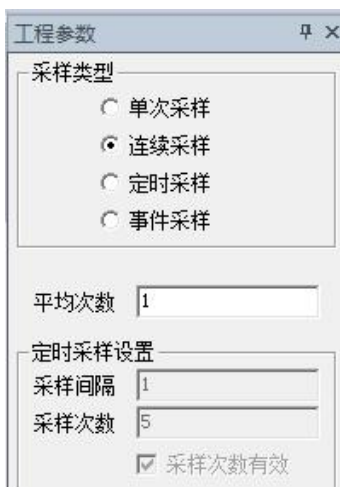 工程参数
采样类型
单次采样
连续采样
定时采样
事件采样
平均次数 1
定时采样设置
采样间隔 1
采样次数 5
采样次数有效